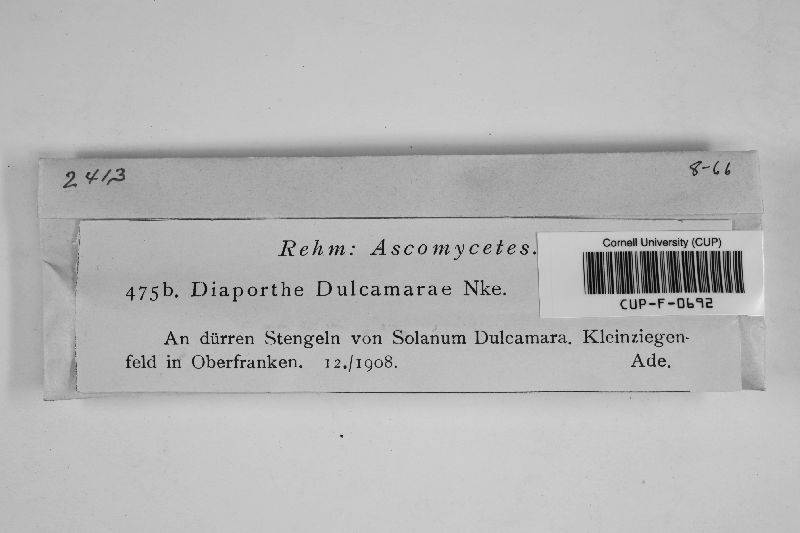 2413
8-66
Rehm: Ascomycetes.
Cornell University (CUP)
CUP-F-0692
475b. Diaporthe Dulcamarae Nke.
An dürren Stengeln von Solanum Dulcamara. Kleinziegen-
feld in Oberfranken. 12./1908. Ade.